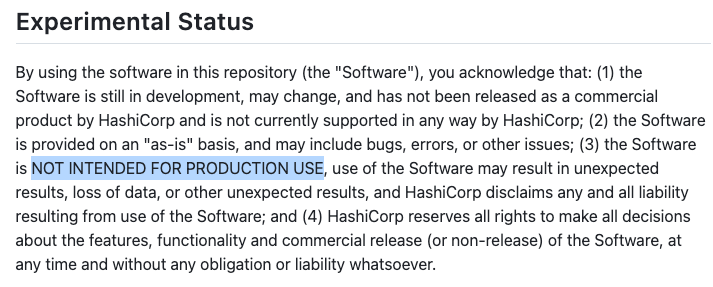 Experimental Status
By using the software in this repository (the "Software"), you acknowledge that: (1) the
Software is still in development, may change, and has not been released as a commercial
product by HashiCorp and is not currently supported in any way by HashiCorp; (2) the Software
is provided on an "as-is" basis, and may include bugs, errors, or other issues; (3) the Software
is NOT INTENDED FOR PRODUCTION USE, use of the Software may result in unexpected
results, loss of data, or other unexpected results, and HashiCorp disclaims any and all liability
resulting from use of the Software; and (4) HashiCorp reserves all rights to make all decisions
about the features, functionality and commercial release (or non-release) of the Software, at
any time and without any obligation or liability whatsoever.